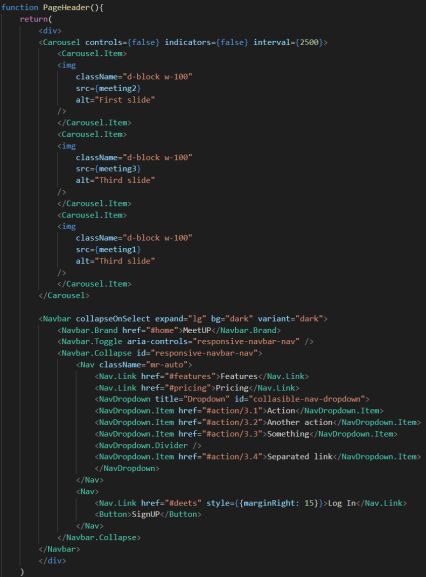 function PageHeader(){
return(
<div>
<Carousel controls={false} indicators={false} interval={2500}>
<Carousel.Item>
<img
className="d-block w-100"
src={meeting2}
alt="First slide"
/>
</Carousel.Item>
<Carousel.Item>
<img
className="d-block w-100"
src={meeting3}
alt="Third slide"
/>
</Carousel.Item>
<Carousel.Item>
<img
className="d-block w-100"
src={meeting1}
alt="Third slide"
/>
</Carousel.Item>
</Carousel>
<Navbar collapseOnSelect expand="lg" bg="dark" variant="dark">
<Navbar.Brand href="#home">MeetUP</Navbar.Brand>
<Navbar.Toggle aria-controls="responsive-navbar-nav" />
<Navbar.Collapse id="responsive-navbar-nav">
<Nav className="mr-auto">
<Nav.Link href="#features">Features</Nav.Link>
<Nav.Link href="#pricing">Pricing</Nav.Link>
<NavDropdown title="Dropdown" id="collasible-nav-dropdown">
<NavDropdown.Item href="#action/3.1">Action</NavDropdown.Item>
<NavDropdown.Item href="#action/3.2">Another action</NavDropdown.Item>
<NavDropdown.Item href="#action/3.3">Something</NavDropdown.Item>
<NavDropdown.Divider />
<NavDropdown.Item href="#action/3.4">Separated link</NavDropdown.Item>
</NavDropdown>
</Nav>
<Nav>
<Nav.Link href="#deets" style={{marginRight: 15}}>Log In</Nav.Link>
<Button>SignUP</Button>
</Nav>
</Navbar.Collapse>
</Navbar>
</div>
)